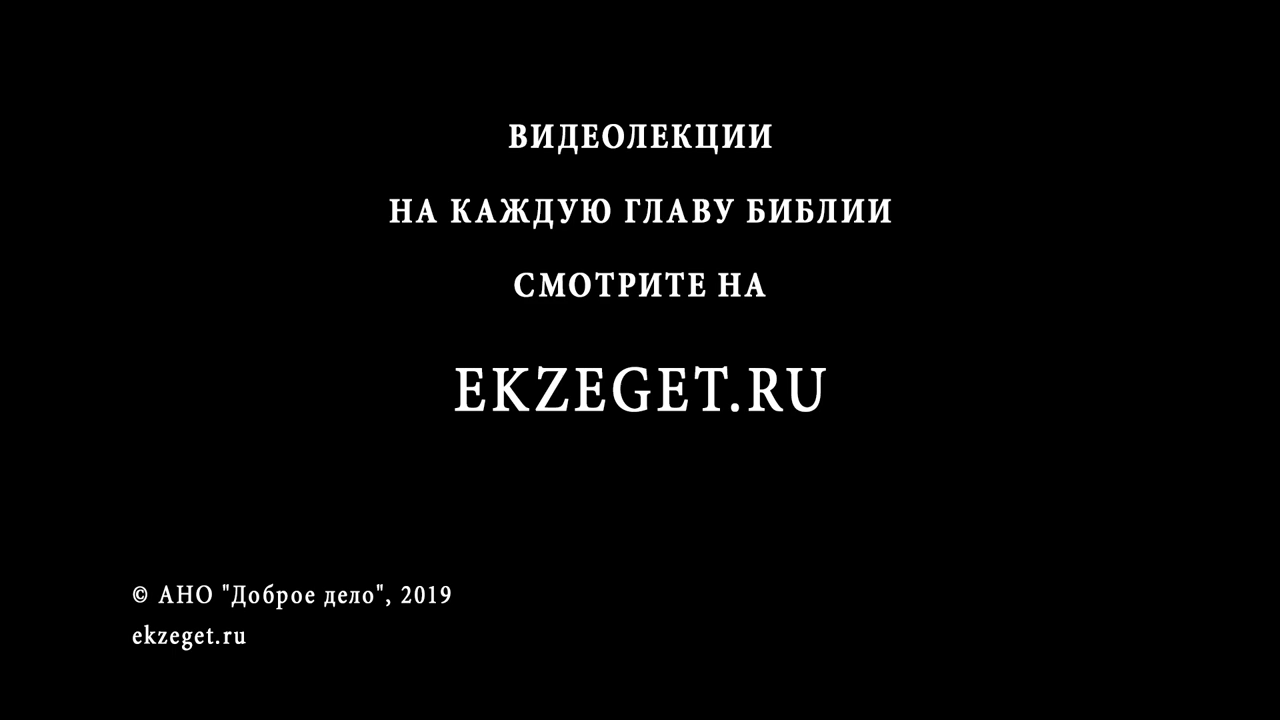 ВИДЕОЛЕКЦИИ
НА КАЖДУЮ ГЛАВУ БИБЛИИ
СМОТРИТЕ НА
EKZEGET.RU
© АНО "Доброе дело", 2019
ekzeget.ru